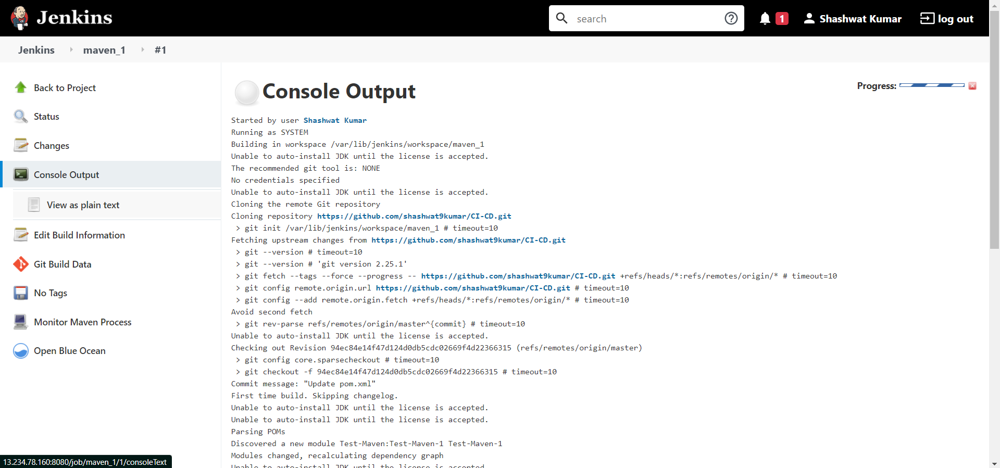 Jenkins
search
1
Shashwat Kumar
log out
Jenkins
maven_1
#1
Back to Project
Status
Changes
Console Output
View as plain text
Edit Build Information
Git Build Data
No Tags
Monitor Maven Process
Open Blue Ocean
Console Output
Progress:
Started by user Shashwat Kumar
Running as SYSTEM
Building in workspace /var/lib/jenkins/workspace/maven_1
Unable to auto-install JDK until the license is accepted.
The recommended git tool is: NONE
No credentials specified
Unable to auto-install JDK until the license is accepted.
Cloning the remote Git repository
Cloning repository https://github.com/shashwat9kumar/CI-CD.git
> git init /var/lib/jenkins/workspace/maven_1 # timeout=10
Fetching upstream changes from https://github.com/shashwat9kumar/CI-CD.git
> git --version # timeout=10
> git --version # 'git version 2.25.1'
> git fetch --tags --force --progress -- https://github.com/shashwat9kumar/CI-CD.git +refs/heads/*:refs/remotes/origin/* # timeout=10
> git config remote.origin.url https://github.com/shashwat9kumar/CI-CD.git # timeout=10
> git config --add remote.origin.fetch +refs/heads/*:refs/remotes/origin/* # timeout=10
Avoid second fetch
> git rev-parse refs/remotes/origin/master^{commit} # timeout=10
Unable to auto-install JDK until the license is accepted.
Checking out Revision 94ec84e14f47d124d0db5cdc02669f4d22366315 (refs/remotes/origin/master)
> git config core.sparsecheckout # timeout=10
> git checkout -f 94ec84e14f47d124d0db5cdc02669f4d22366315 # timeout=10
Commit message: "Update pom.xml"
First time build. Skipping changelog.
Unable to auto-install JDK until the license is accepted.
Unable to auto-install JDK until the license is accepted.
Parsing POMs
Discovered a new module Test-Maven:Test-Maven-1 Test-Maven-1
Modules changed, recalculating dependency graph
Unable to auto-install JDK until the license is accepted.
13.234.78.160:8080/job/maven_1/1/consoleText